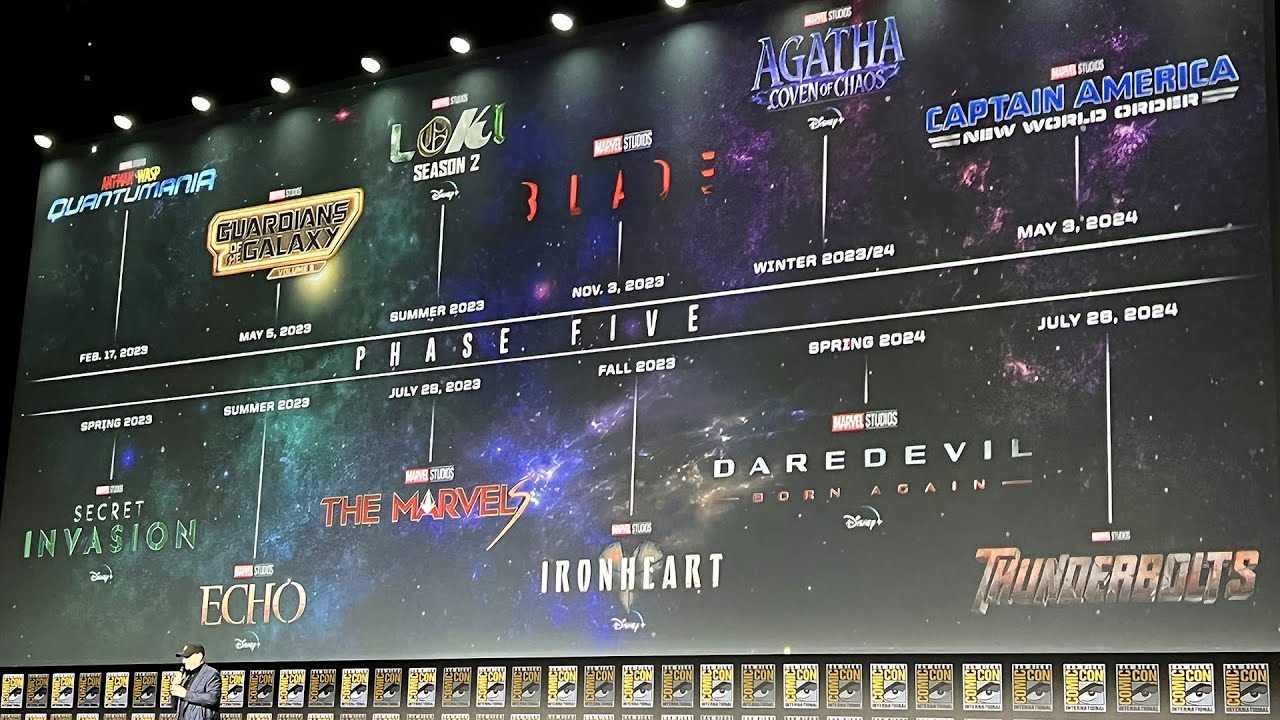 MARVEL STUDIOS
ANT-MAN AND THE WASP
QUANTUMANIA
FEB. 17, 2023
MARVEL STUDIOS
GUARDIANS
OF THE GALAXY
VOLUME 3
MAY 5, 2023
MARVEL STUDIOS
LOKI
SEASON 2
Disney+
SUMMER 2023
MARVEL STUDIOS
BLADE
NOV. 3, 2023
MARVEL STUDIOS
AGATHA
COVEN OF CHAOS
Disney+
WINTER 2023/24
MARVEL STUDIOS
CAPTAIN AMERICA
NEW WORLD ORDER
MAY 3, 2024
PHASE FIVE
SPRING 2023
MARVEL STUDIOS
SECRET
INVASION
Disney+
SUMMER 2023
MARVEL STUDIOS
ECHO
Disney+
JULY 28, 2023
MARVEL STUDIOS
THE MARVELS
FALL 2023
MARVEL STUDIOS
IRONHEART
Disney+
SPRING 2024
MARVEL STUDIOS
DAREDEVIL
BORN AGAIN
Disney+
JULY 26, 2024
MARVEL STUDIOS
THUNDERBOLTS
SAN DIEGO
COMIC CON
INTERNATIONAL